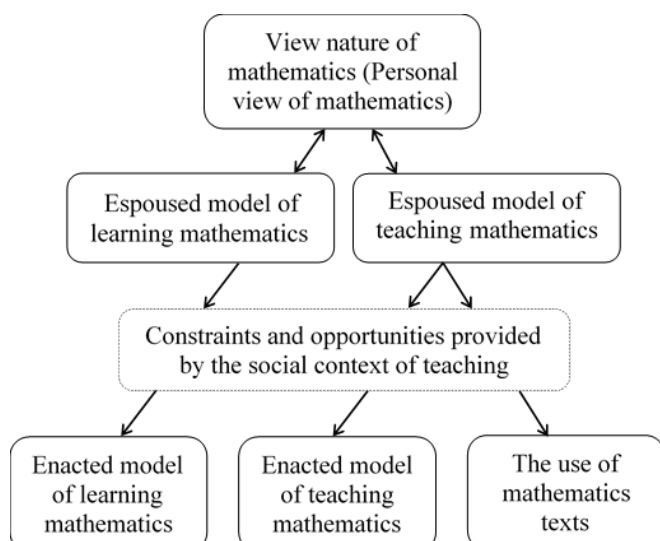 View nature of
mathematics (Personal
view of mathematics)
Espoused model of
learning mathematics
Espoused model of
teaching mathematics
Constraints and opportunities provided
by the social context of teaching
Enacted model
of learning
mathematics
Enacted model
of teaching
mathematics
The use of
mathematics
texts